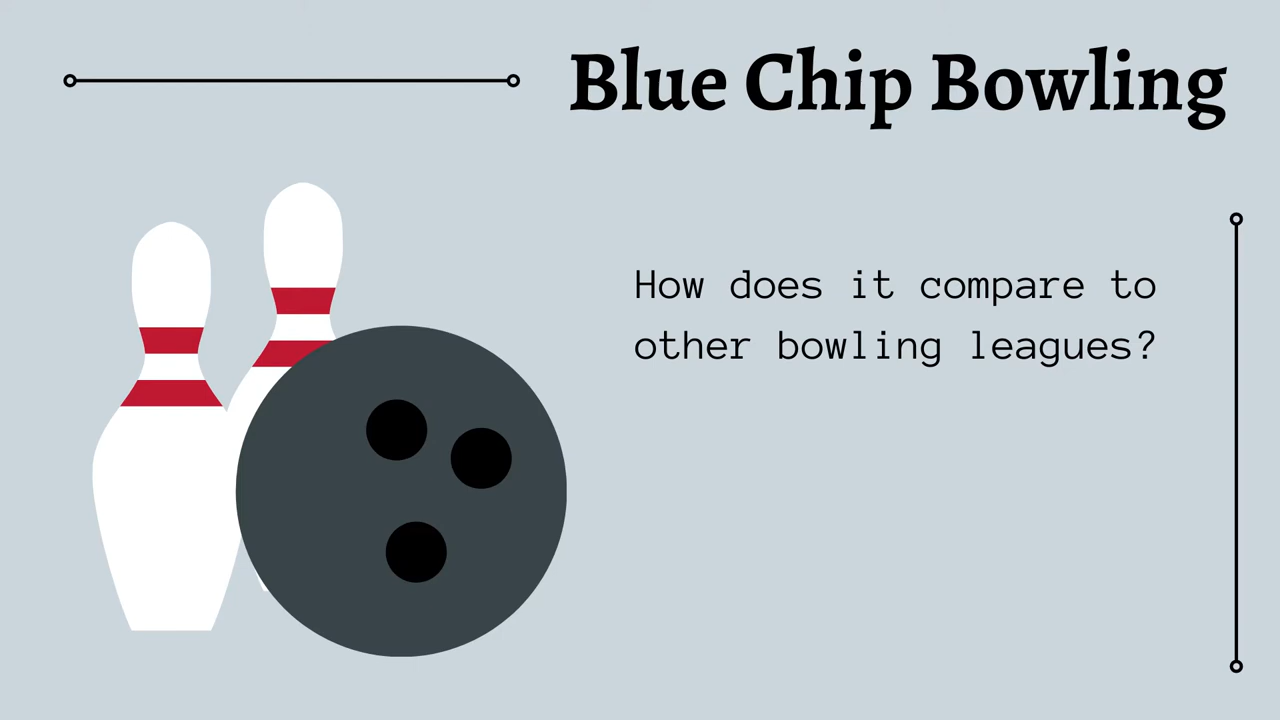 Blue Chip Bowling
How does it compare to
other bowling leagues?